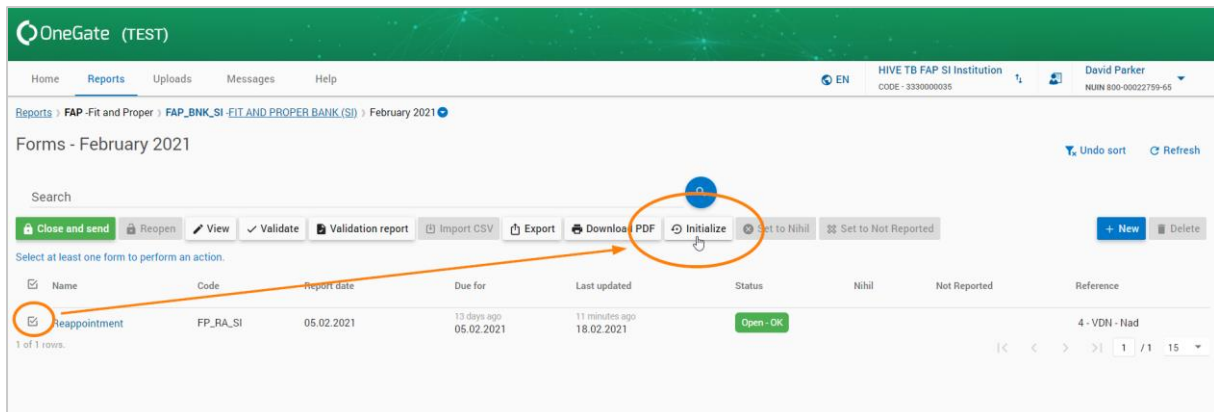 OneGate (TEST)
Home Reports Uploads Messages Help EN HIVE TB FAP SI Institution David Parker
CODE - 3330000035 NUIN 800-00022759-65
Reports > FAP -Fit and Proper > FAP_BNK_SI -FIT AND PROPER BANK (SI) > February 2021
Forms - February 2021
Undo sort Refresh
Search
Close and send Reopen View Validate Validation report Import CSV Export Download PDF Initialize Set to Nihil Set to Not Reported + New Delete
Select at least one form to perform an action.
Name Code Report date Due for Last updated Status Nihil Not Reported Reference
13 days ago 11 minutes ago
Reappointment FP_RA_SI 05.02.2021 05.02.2021 18.02.2021 Open - OK 4 - VDN - Nad
1 of 1 rows.
|< < > >| 1 / 1 15